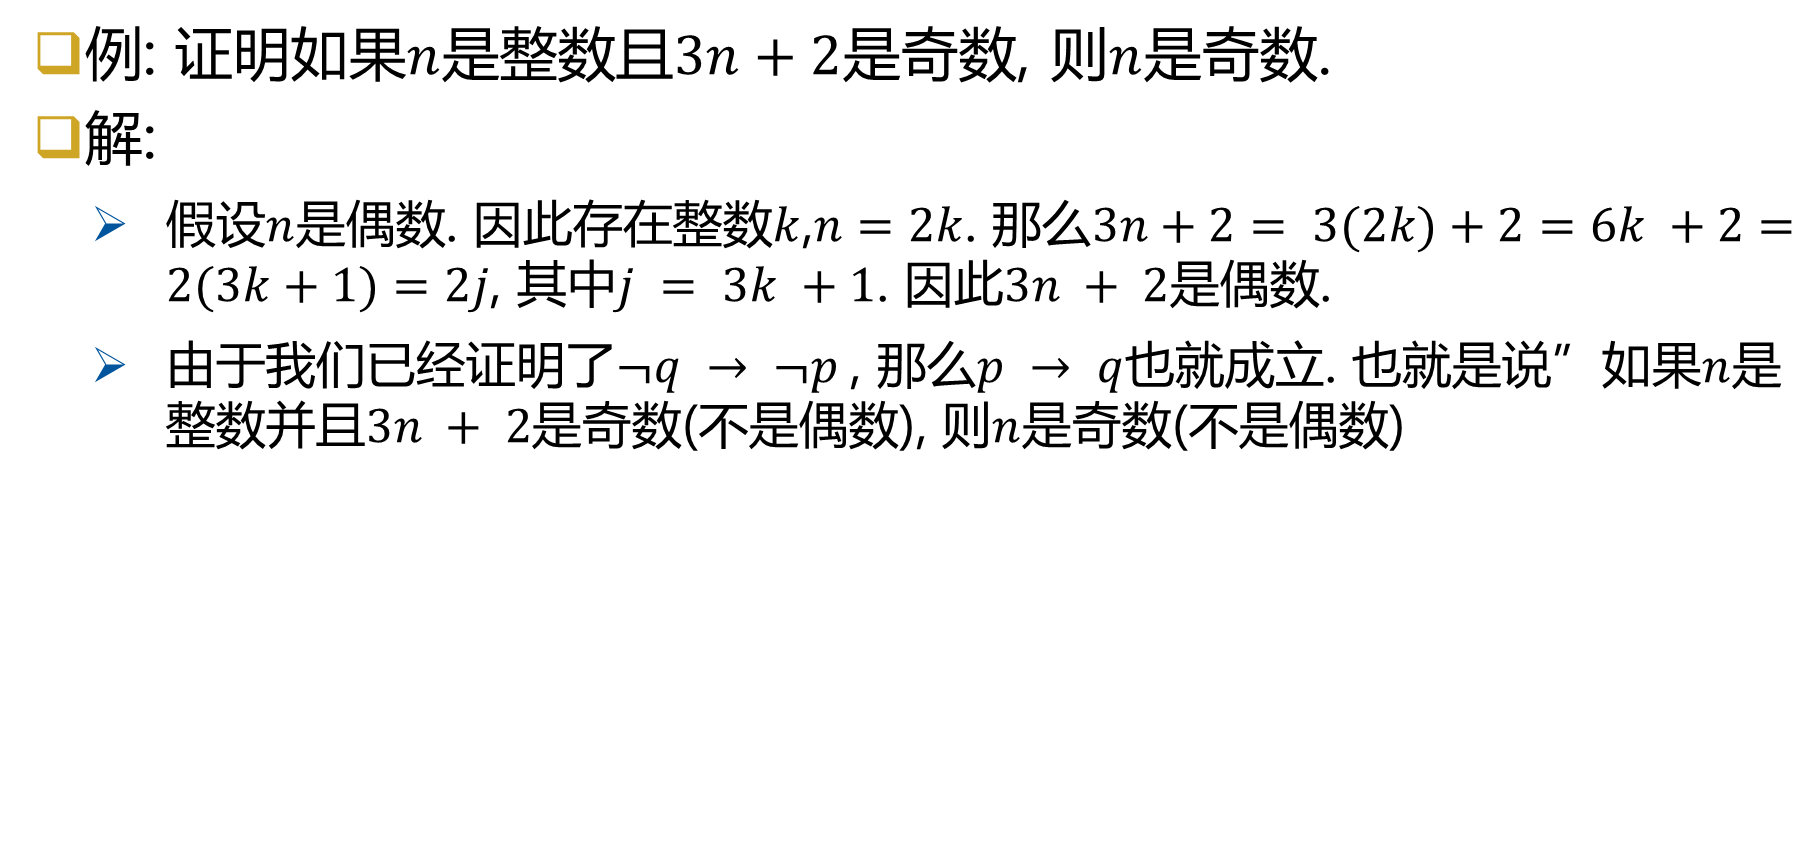 例: 证明如果n是整数且3n + 2是奇数, 则n是奇数.
解:
假设n是偶数. 因此存在整数k,n = 2k. 那么3n + 2 = 3(2k) + 2 = 6k + 2 =
2(3k + 1) = 2j, 其中j = 3k + 1. 因此3n + 2是偶数.
由于我们已经证明了¬q → ¬p , 那么p → q也就成立. 也就是说” 如果n是
整数并且3n + 2是奇数(不是偶数), 则n是奇数(不是偶数)